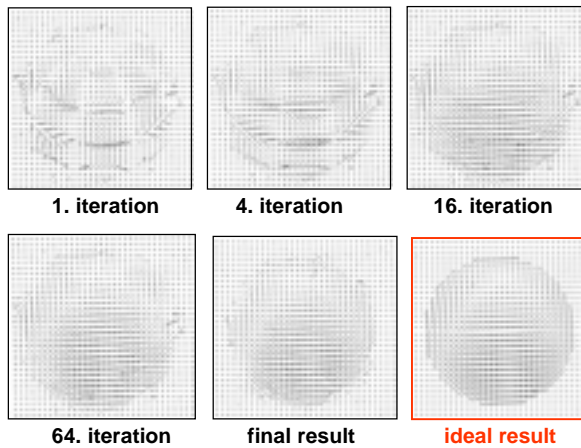 1. iteration
4. iteration
16. iteration
64. iteration
final result
ideal result